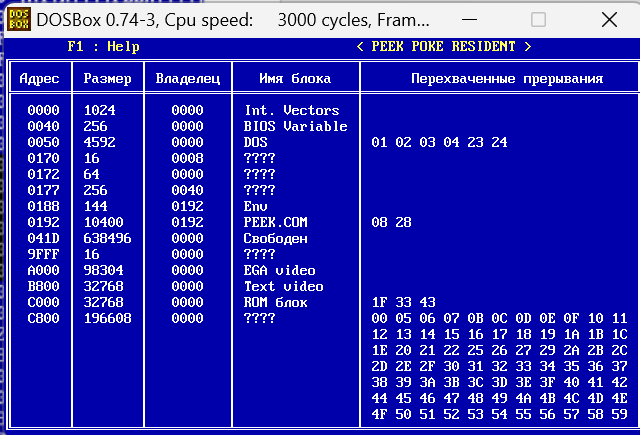 DOS BOX DOSBox 0.74-3, Cpu speed: 3000 cycles, Fram...
F1 : Help < PEEK POKE RESIDENT >
Адрес Размер Владелец Имя блока Перехваченные прерывания
0000 1024 0000 Int. Vectors
0040 256 0000 BIOS Variable
0050 4592 0000 DOS 01 02 03 04 23 24
0170 16 0008 ????
0172 64 0000 ????
0177 256 0040 ????
0188 144 0192 Env
0192 10400 0192 PEEK.COM 08 28
041D 638496 0000 Свободен
9FFF 16 0000 ????
A000 98304 0000 EGA video
B800 32768 0000 Text video
C000 32768 0000 ROM блок 1F 33 43
C800 196608 0000 ???? 00 05 06 07 0B 0C 0D 0E 0F 10 11
12 13 14 15 16 17 18 19 1A 1B 1C
1E 20 21 22 25 26 27 29 2A 2B 2C
2D 2E 2F 30 31 32 33 34 35 36 37
38 39 3A 3B 3C 3D 3E 3F 40 41 42
44 45 46 47 48 49 4A 4B 4C 4D 4E
4F 50 51 52 53 54 55 56 57 58 59